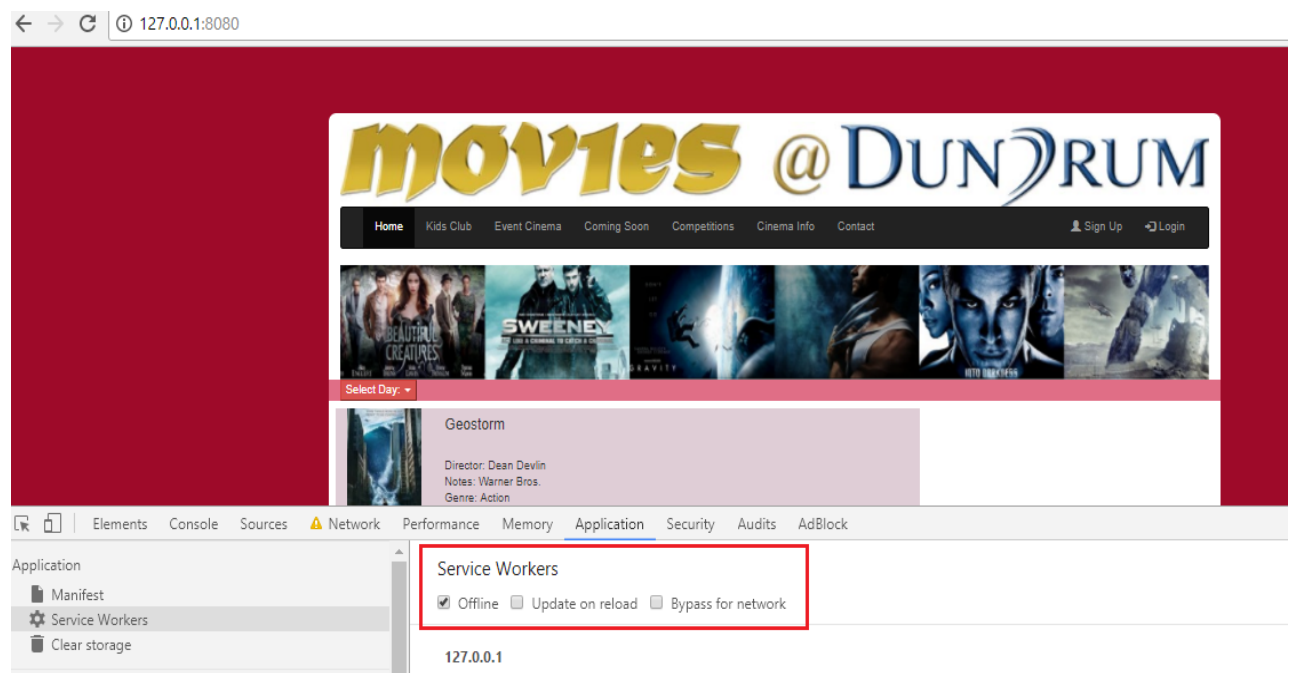 127.0.0.1:8080
movies @ DUNDRUM
Home Kids Club Event Cinema Coming Soon Competitions Cinema Info Contact Sign Up Login
BEAUTIFUL
CREATURES
SWEENEY
GRAVITY
INTO DARKNESS
Select Day:
Geostorm
Director: Dean Devlin
Notes: Warner Bros.
Genre: Action
Elements Console Sources Network Performance Memory Application Security Audits AdBlock
Application
Manifest
Service Workers
Clear storage
Service Workers
Offline Update on reload Bypass for network
127.0.0.1